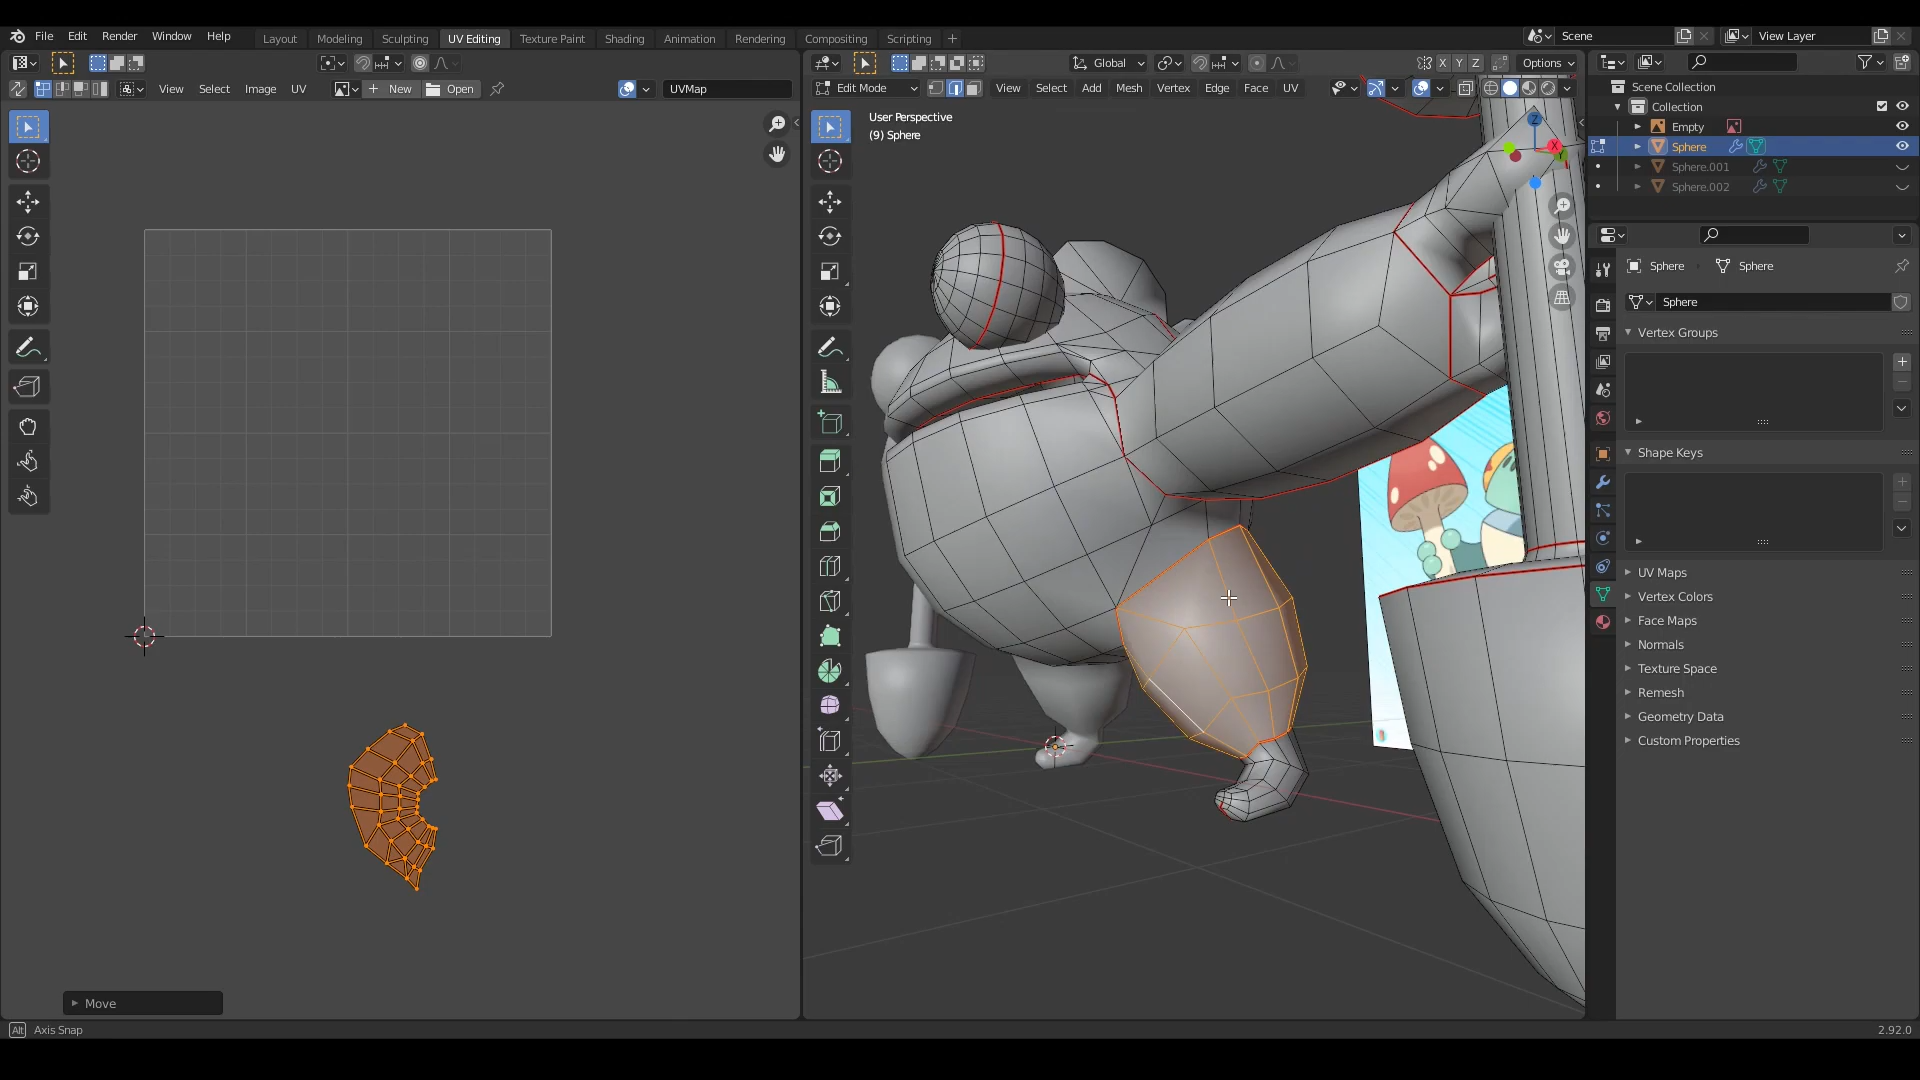 File Edit Render Window Help Layout Modeling Sculpting UV Editing Texture Paint Shading Animation Rendering Compositing Scripting Scene View Layer
Global X Y Z Options
View Select Image UV New Open UVMap Edit Mode View Select Add Mesh Vertex Edge Face UV
User Perspective
(9) Sphere
Z
X
Y
Scene Collection
Collection
Empty
Sphere
Sphere.001
Sphere.002
Sphere Sphere
Sphere
Vertex Groups
Shape Keys
UV Maps
Vertex Colors
Face Maps
Normals
Texture Space
Remesh
Geometry Data
Custom Properties
Move
Alt Axis Snap
2.92.0